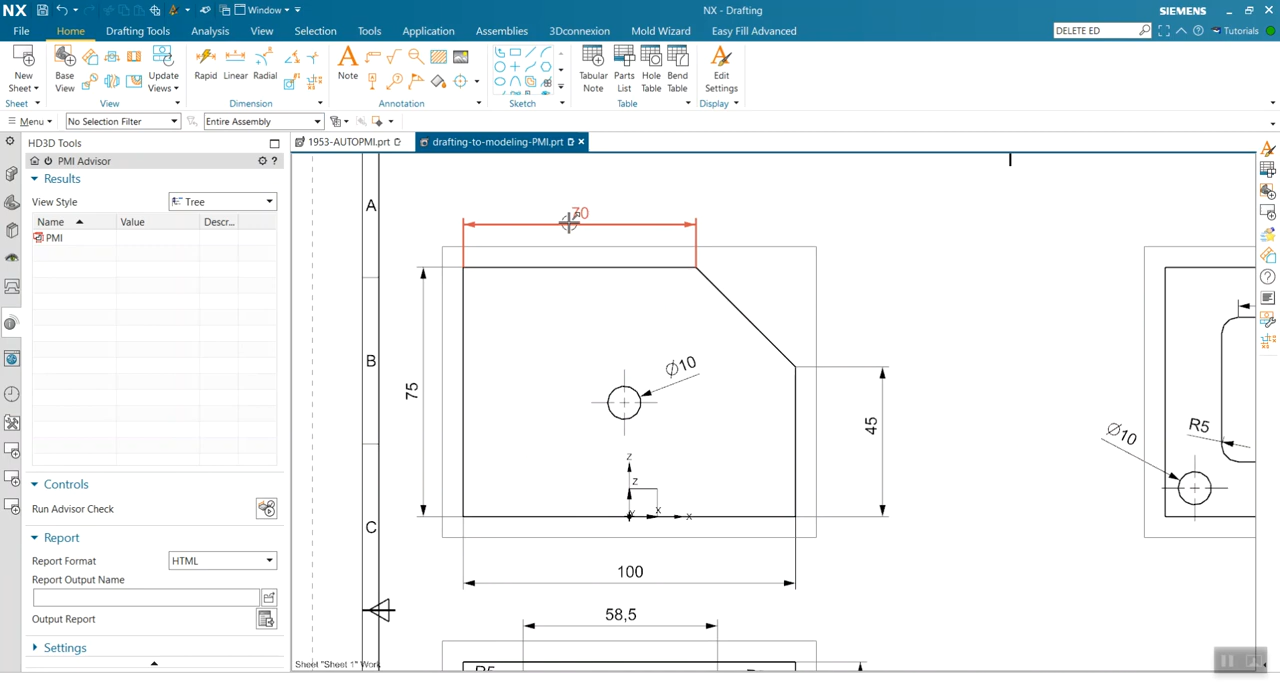 NX
Window
NX - Drafting
SIEMENS
File
Home
Drafting Tools
Analysis
View
Selection
Tools
Application
Assemblies
3Dconnexion
Mold Wizard
Easy Fill Advanced
DELETE ED
Tutorials
New Sheet
Base View
Update Views
Rapid
Linear
Radial
Note
Tabular Note
Parts List
Hole Table
Bend Table
Edit Settings
Sheet
View
Dimension
Annotation
Sketch
Table
Display
Menu
No Selection Filter
Entire Assembly
HD3D Tools
1953-AUTOPMI.prt
drafting-to-modeling-PMI.prt
PMI Advisor
Results
View Style
Tree
Name
Value
Descr...
PMI
Controls
Run Advisor Check
Report
Report Format
HTML
Report Output Name
Output Report
Settings
A
B
C
70
75
Ø10
45
Z
Z
Y
X
X
100
58,5
R5
Ø10
R5
Sheet "Sheet 1" Work